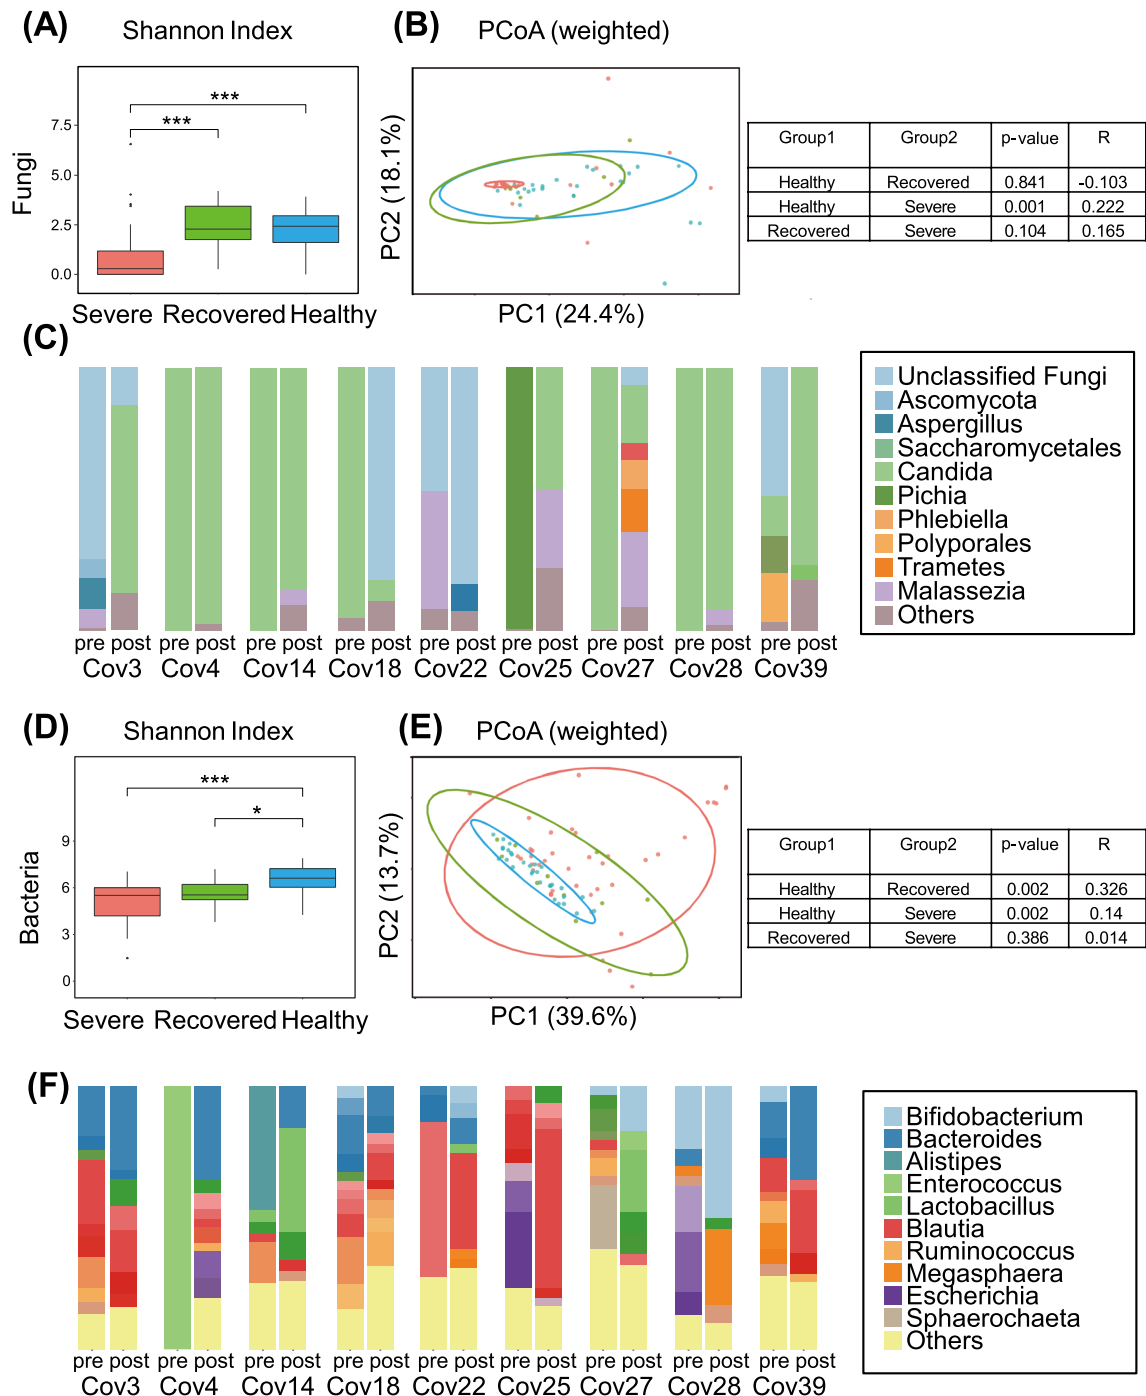 (A) Shannon Index
Fungi
7.5
5.0
2.5
0.0
***
***
Severe Recovered Healthy
(B) PCoA (weighted)
PC2 (18.1%)
PC1 (24.4%)
Group1 Group2 p-value R
Healthy Recovered 0.841 -0.103
Healthy Severe 0.001 0.222
Recovered Severe 0.104 0.165
(C)
pre post pre post pre post pre post pre post pre post pre post pre post pre post
Cov3 Cov4 Cov14 Cov18 Cov22 Cov25 Cov27 Cov28 Cov39
Unclassified Fungi
Ascomycota
Aspergillus
Saccharomycetales
Candida
Pichia
Phlebiella
Polyporales
Trametes
Malassezia
Others
(D) Shannon Index
Bacteria
9
6
3
0
***
*
Severe Recovered Healthy
(E) PCoA (weighted)
PC2 (13.7%)
PC1 (39.6%)
Group1 Group2 p-value R
Healthy Recovered 0.002 0.326
Healthy Severe 0.002 0.14
Recovered Severe 0.386 0.014
(F)
pre post pre post pre post pre post pre post pre post pre post pre post pre post
Cov3 Cov4 Cov14 Cov18 Cov22 Cov25 Cov27 Cov28 Cov39
Bifidobacterium
Bacteroides
Alistipes
Enterococcus
Lactobacillus
Blautia
Ruminococcus
Megasphaera
Escherichia
Sphaerochaeta
Others